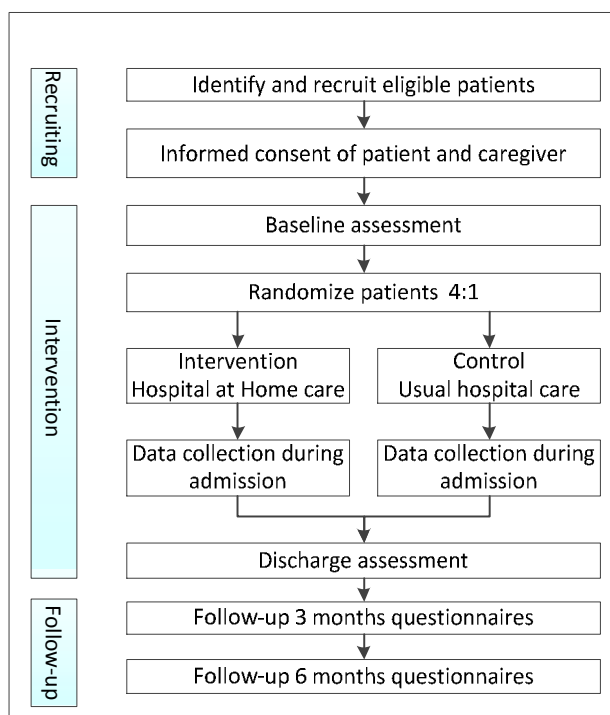 Recruiting
Identify and recruit eligible patients
Informed consent of patient and caregiver
Intervention
Baseline assessment
Randomize patients 4:1
Intervention
Hospital at Home care
Control
Usual hospital care
Data collection during
admission
Data collection during
admission
Discharge assessment
Follow-up
Follow-up 3 months questionnaires
Follow-up 6 months questionnaires